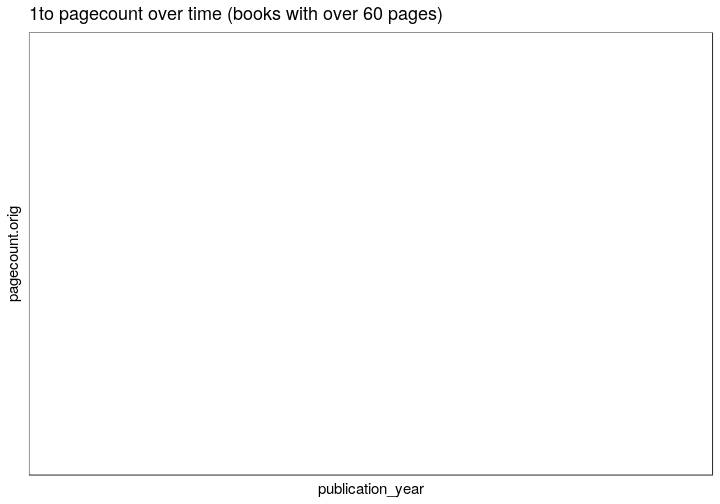 1to pagecount over time (books with over 60 pages)
pagecount.orig
publication_year